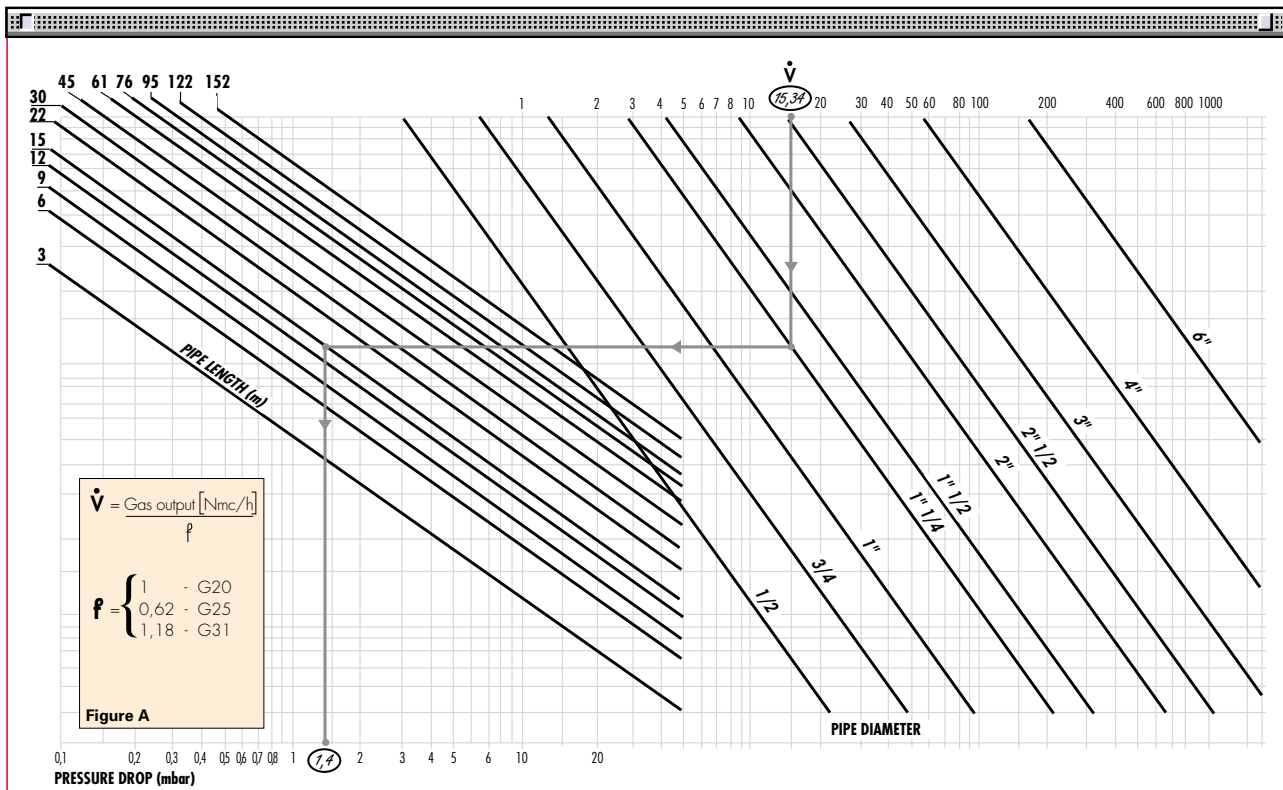 45 61 76 95 122 152
30
22
15
12
9
6
3
V̇
1 2 3 4 5 6 7 8 10 15,34 20 30 40 50 60 80 100 200 400 600 800 1000
PIPE LENGTH (m)
6"
4"
3"
2" 1/2
2"
1" 1/2
1" 1/4
1"
3/4
1/2
V̇ = Gas output [Nmc/h]
f
f = { 1 - G20
0,62 - G25
1,18 - G31
Figure A
PIPE DIAMETER
0,1 0,2 0,3 0,4 0,5 0,6 0,7 0,8 1 1,4 2 3 4 5 6 10 20
PRESSURE DROP (mbar)